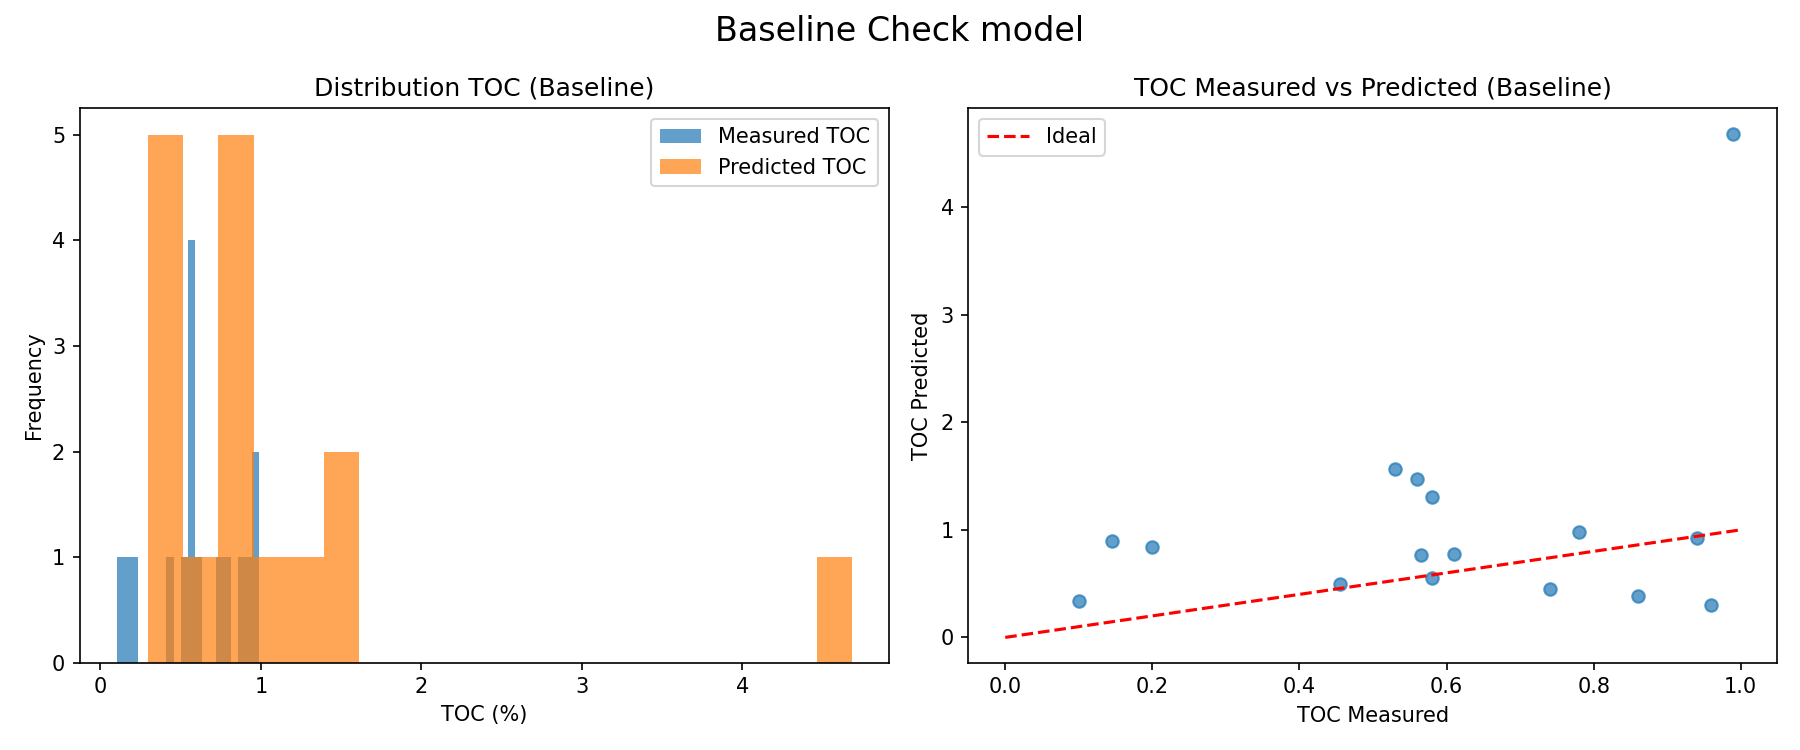 Baseline Check model
Distribution TOC (Baseline)
Measured TOC
Predicted TOC
5
4
3
2
1
0
Frequency
0 1 2 3 4
TOC (%)
TOC Measured vs Predicted (Baseline)
Ideal
4
3
2
1
0
TOC Predicted
0.0 0.2 0.4 0.6 0.8 1.0
TOC Measured